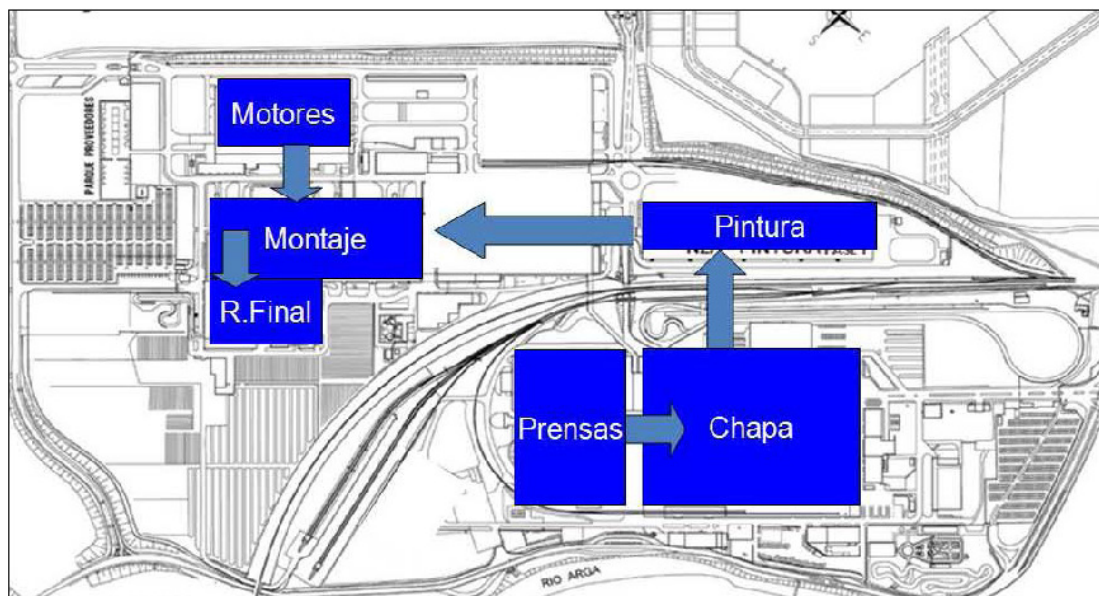 S
E
Motores
PARQUE PROVEEDORES
Montaje
Pintura
R.Final
Prensas
Chapa
RIO ARGA